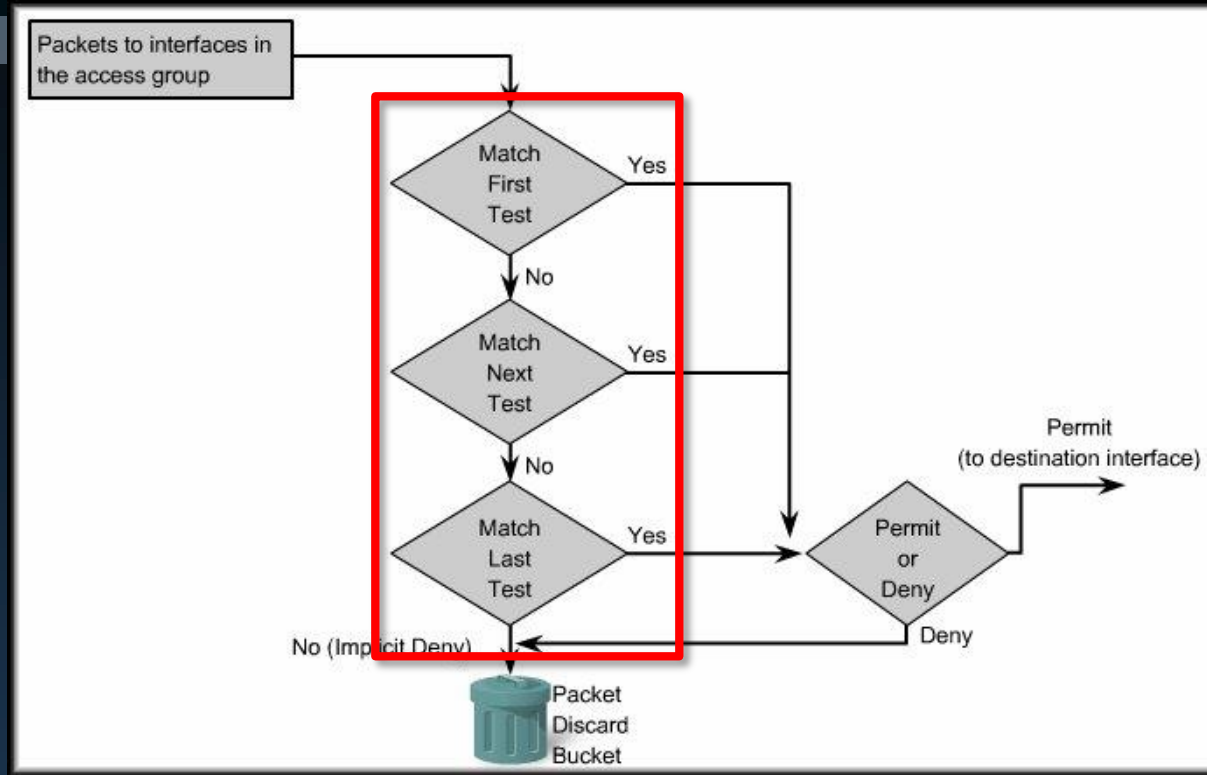 Packets to interfaces in
the access group
Match
First
Test
Yes
No
Match
Next
Test
Yes
No
Match
Last
Test
Yes
Permit
or
Deny
Permit
(to destination interface)
Deny
No (Implicit Deny)
Packet
Discard
Bucket